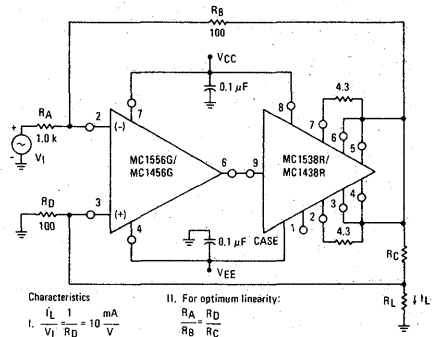 RB
100
VCC
0.1 µF
8
4.3
7
6
5
RA
1.0 k
2
7
(-)
+
VI
-
MC1556G/
MC1456G
6
9
MC1538R/
MC1438R
RD
100
3
(+)
4
0.1 µF
CASE
1
2
3
4
4.3
VEE
RC
RL
IL
Characteristics
I. IL/VI = 1/RD = 10 mA/V
II. For optimum linearity:
RA/RB = RD/RC